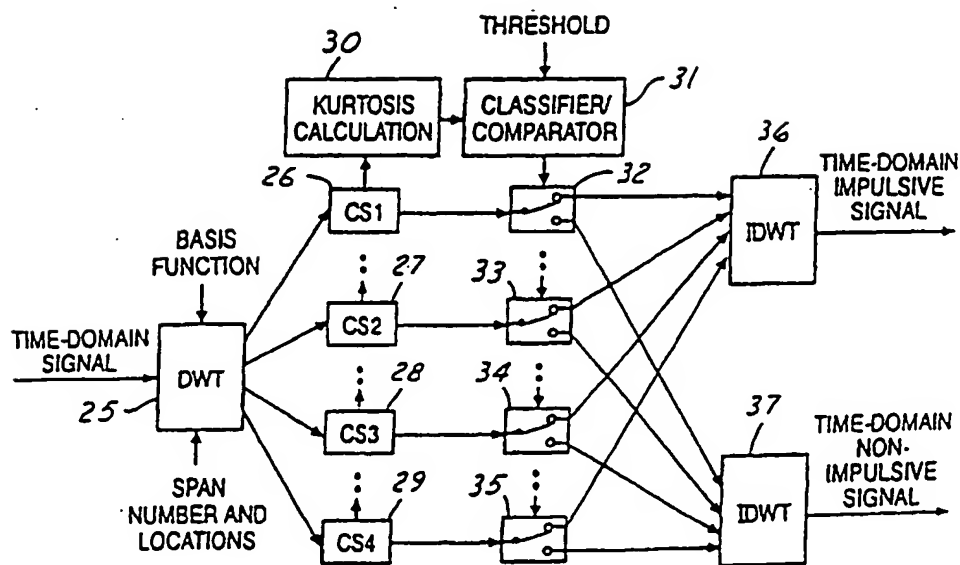 THRESHOLD
30
31
KURTOSIS
CALCULATION
CLASSIFIER/
COMPARATOR
36
26
32
TIME-DOMAIN
IMPULSIVE
SIGNAL
CS1
IDWT
BASIS
FUNCTION
27
33
CS2
TIME-DOMAIN
SIGNAL
DWT
28
34
37
25
CS3
TIME-DOMAIN
NON-
IMPULSIVE
SIGNAL
SPAN
NUMBER AND
LOCATIONS
29
35
IDWT
CS4